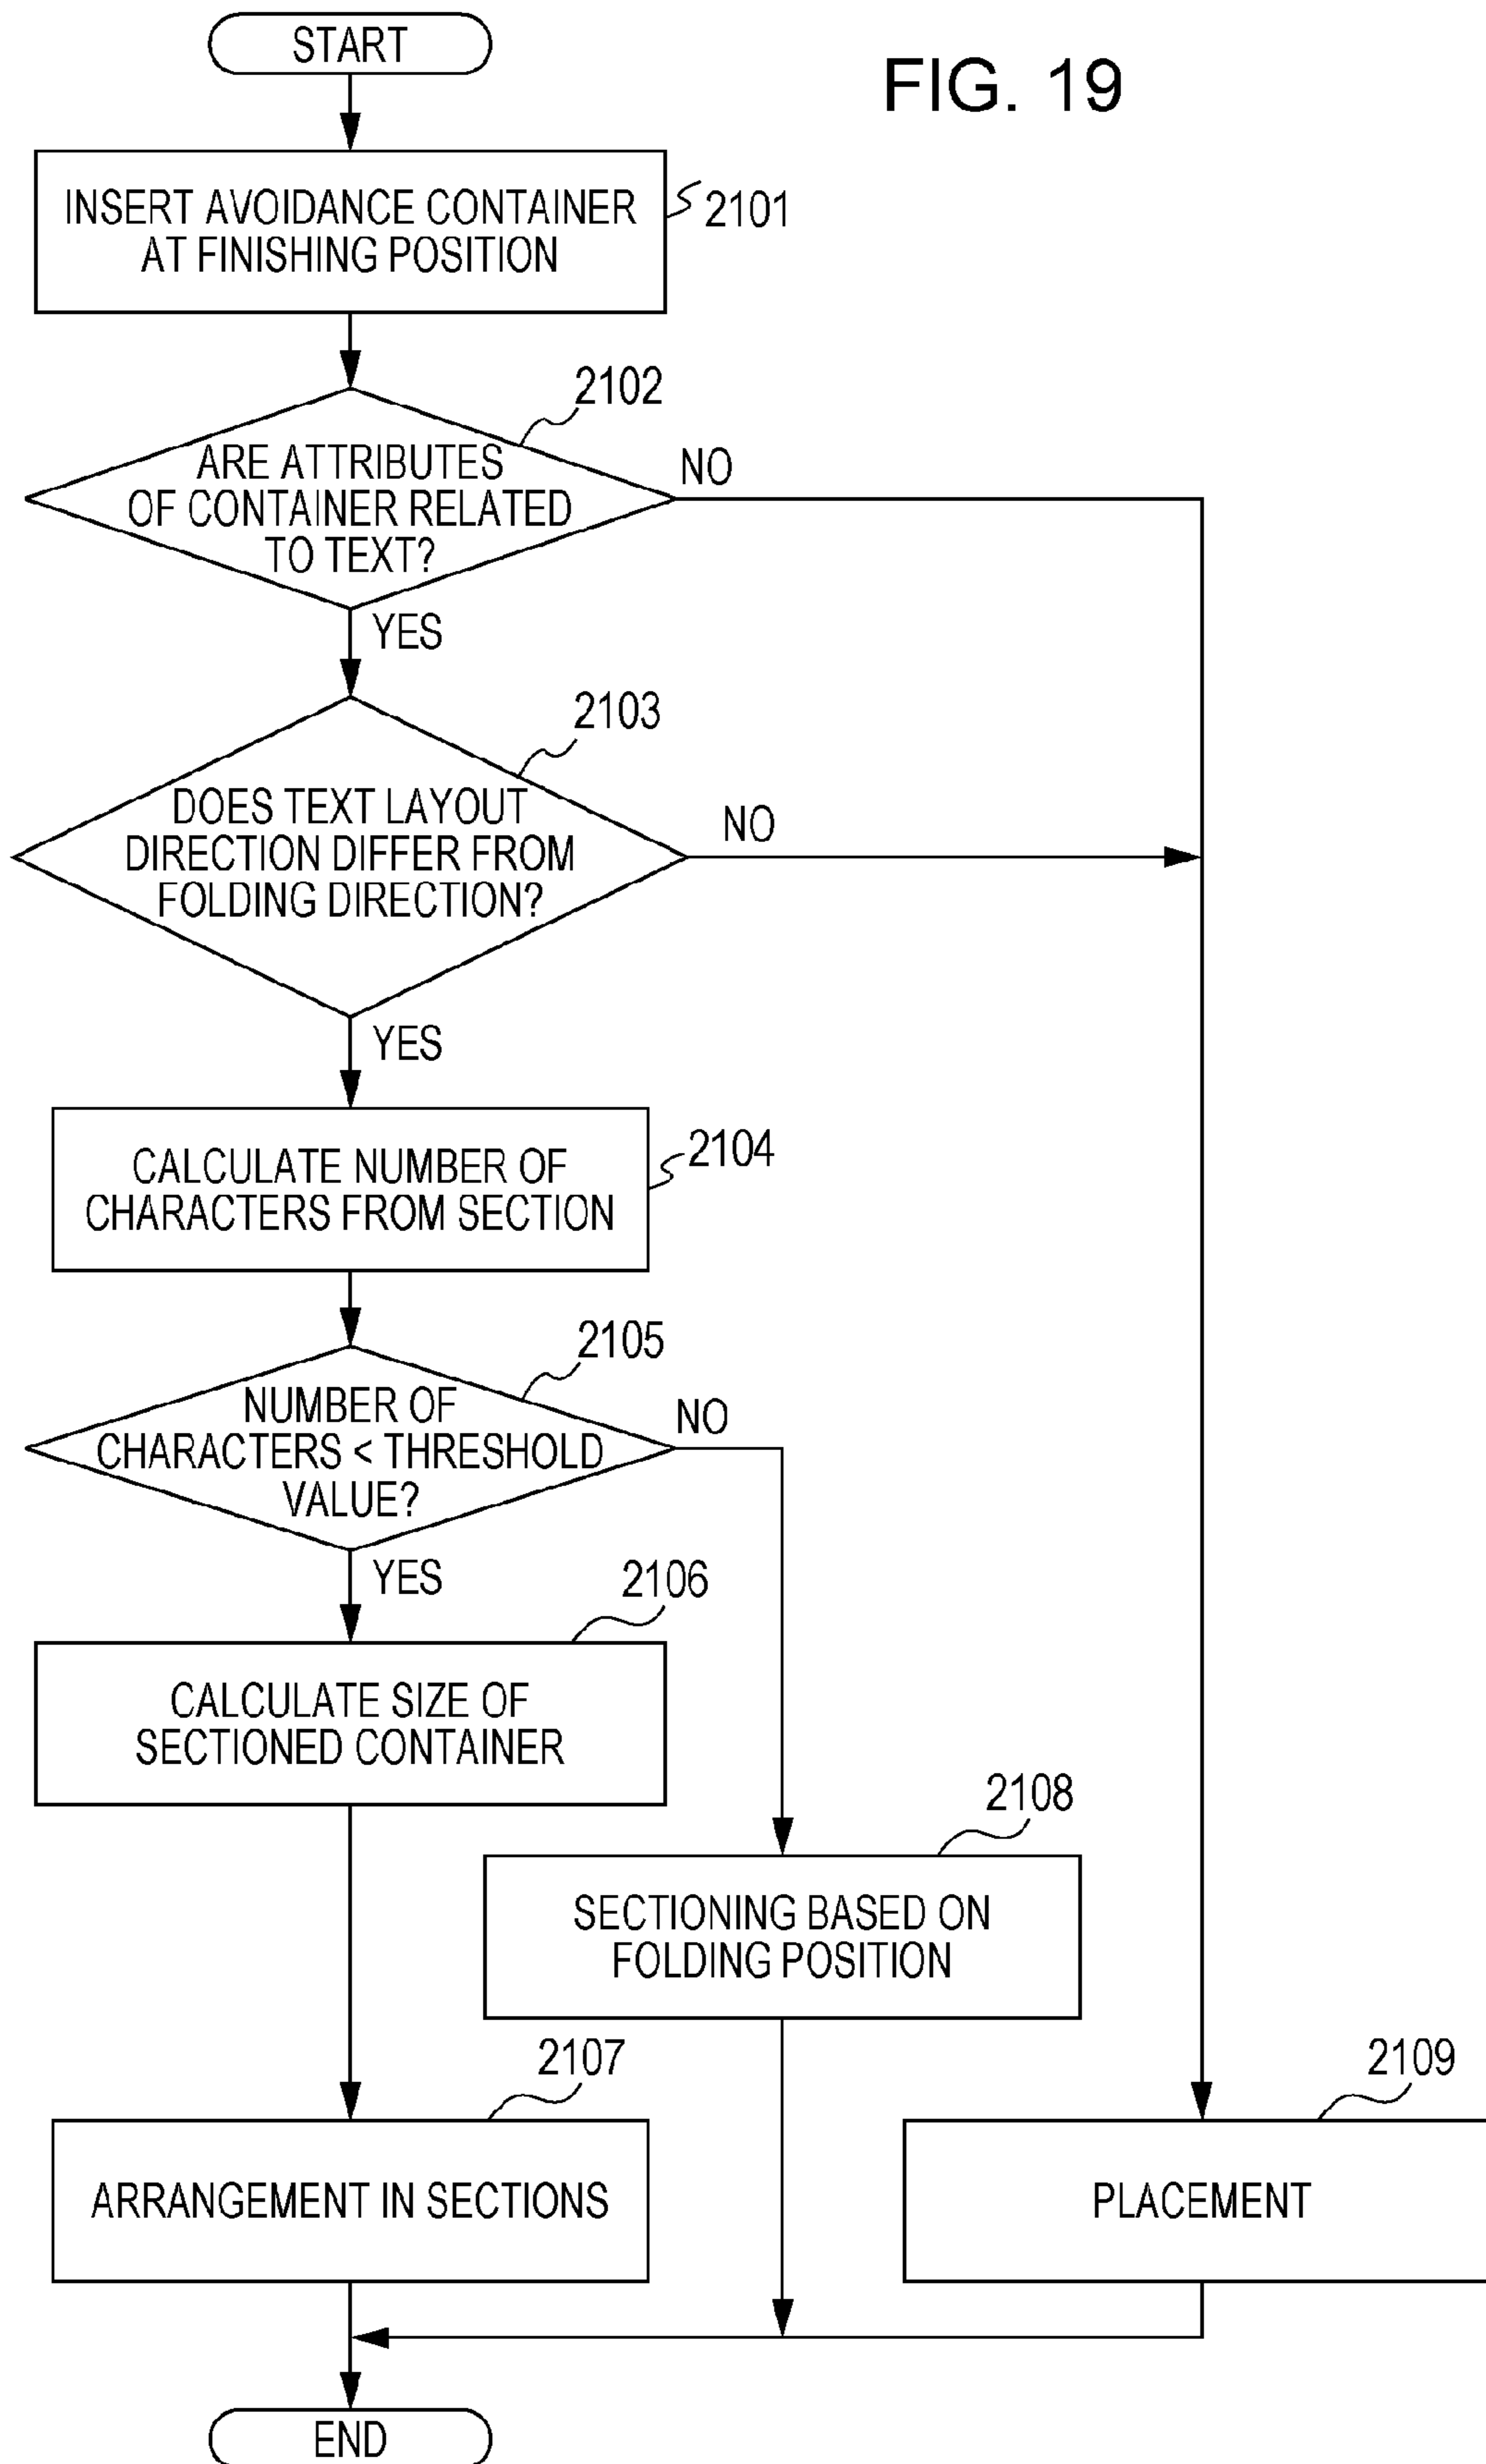 START
FIG. 19
INSERT AVOIDANCE CONTAINER
AT FINISHING POSITION
2101
2102
ARE ATTRIBUTES
OF CONTAINER RELATED
TO TEXT?
NO
YES
2103
DOES TEXT LAYOUT
DIRECTION DIFFER FROM
FOLDING DIRECTION?
NO
YES
CALCULATE NUMBER OF
CHARACTERS FROM SECTION
2104
2105
NUMBER OF
CHARACTERS < THRESHOLD
VALUE?
NO
YES
2106
CALCULATE SIZE OF
SECTIONED CONTAINER
2108
SECTIONING BASED ON
FOLDING POSITION
2107
ARRANGEMENT IN SECTIONS
2109
PLACEMENT
END